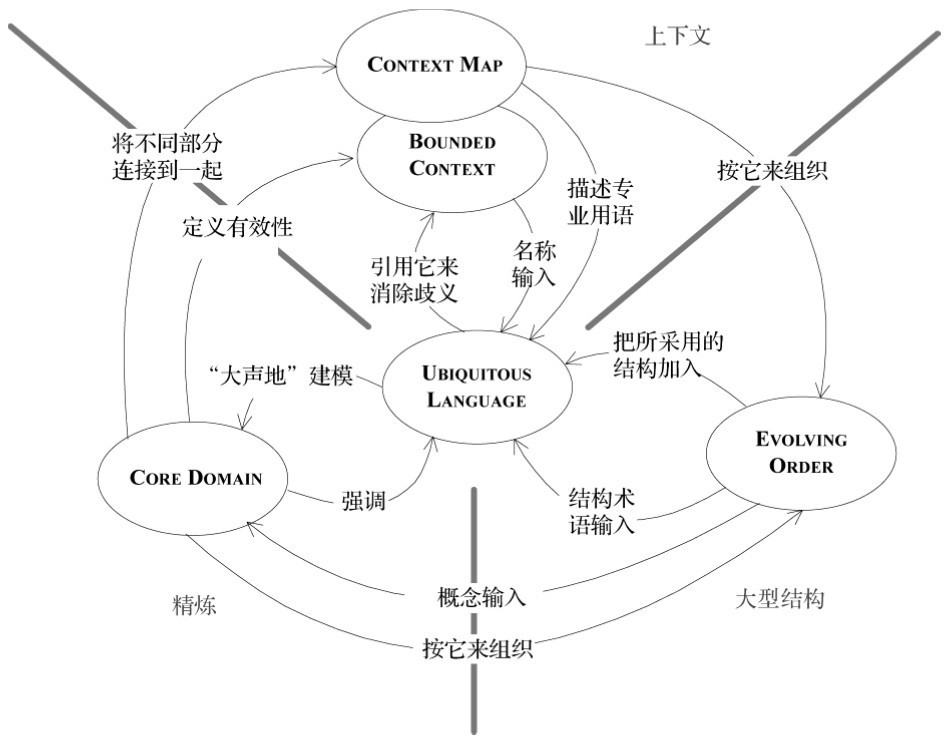 上下文
CONTEXT MAP
BOUNDED
CONTEXT
将不同部分
连接到一起
按它来组织
描述专
业用语
定义有效性
名称
输入
引用它来
消除歧义
把所采用的
结构加入
“大声地”建模
UBIQUITOUS
LANGUAGE
EVOLVING
ORDER
CORE DOMAIN
强调
结构术
语输入
概念输入
精炼
大型结构
按它来组织